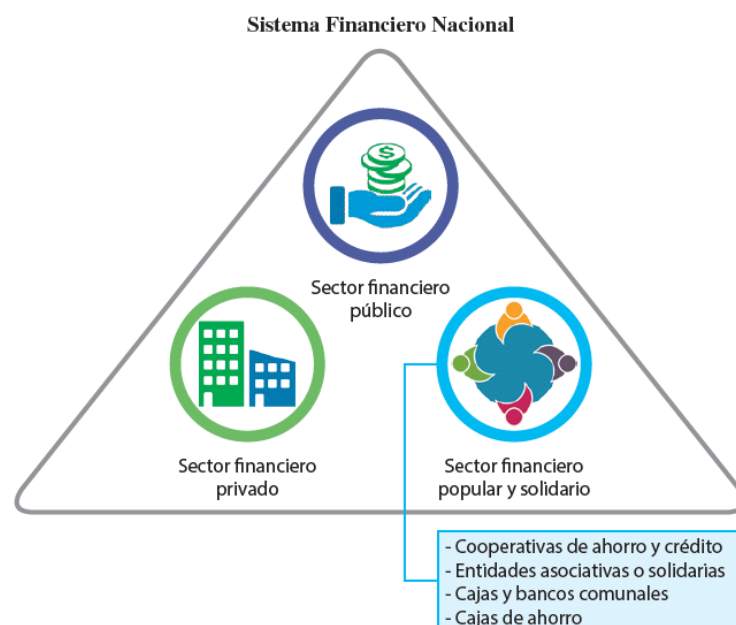 Sistema Financiero Nacional
$
Sector financiero
público
Sector financiero
privado
Sector financiero
popular y solidario
- Cooperativas de ahorro y crédito
- Entidades asociativas o solidarias
- Cajas y bancos comunales
- Cajas de ahorro